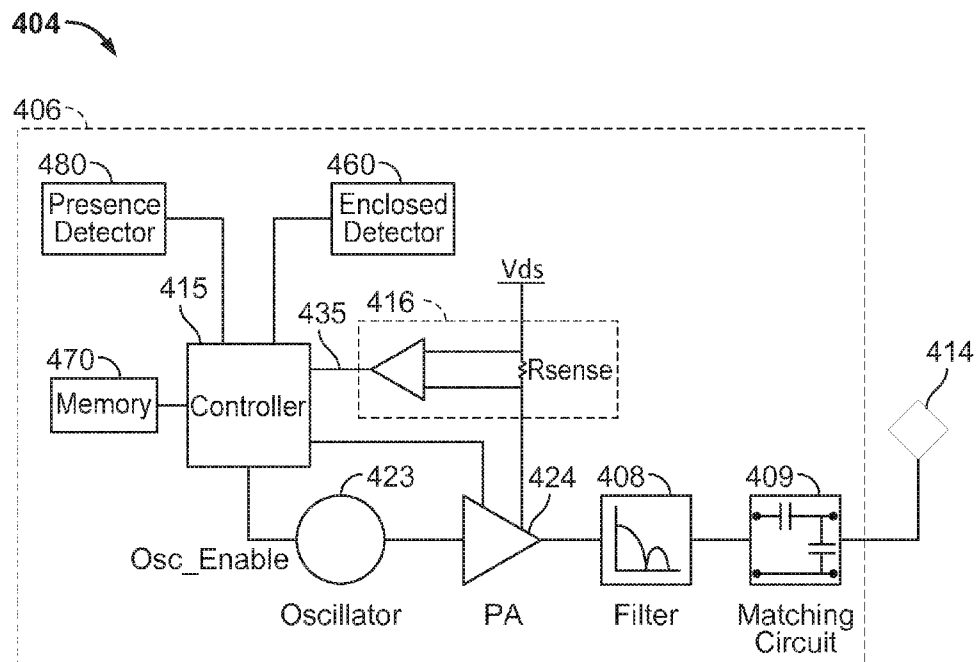 404
406
480
460
Presence
Detector
Enclosed
Detector
Vds
415
435
416
414
470
Rsense
Memory
Controller
423
424
408
409
Osc_Enable
Oscillator
PA
Filter
Matching
Circuit